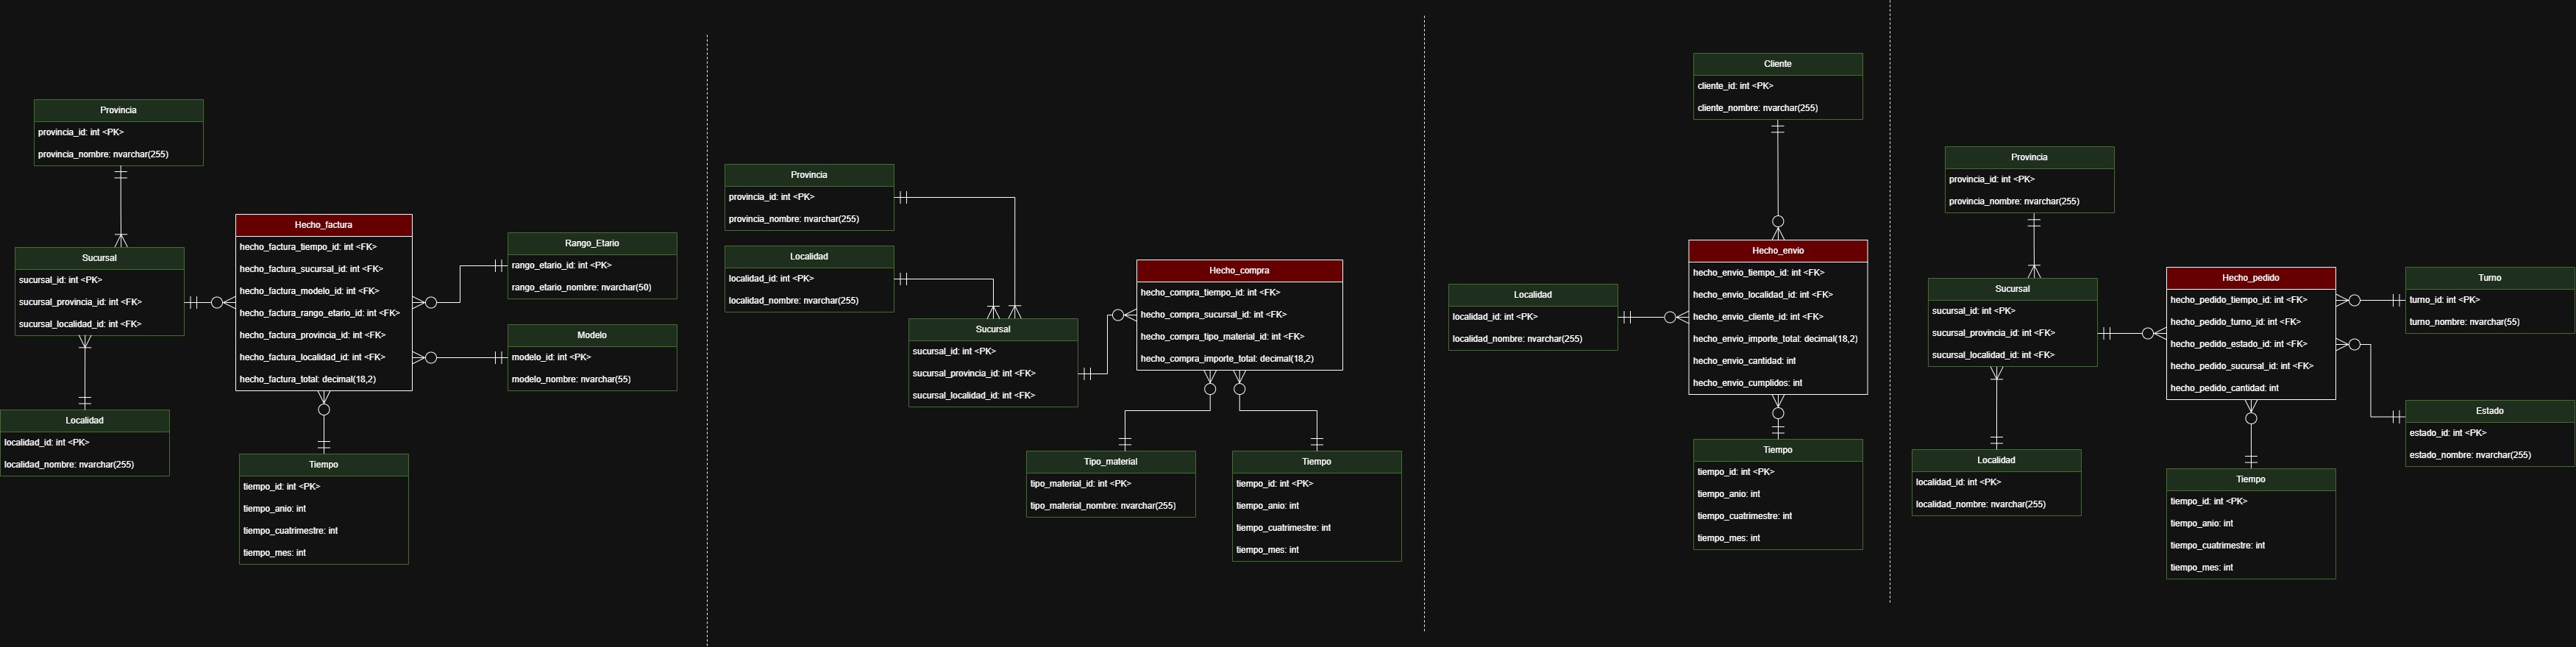 Provincia
provincia_id: int <PK>
provincia_nombre: nvarchar(255)
Sucursal
sucursal_id: int <PK>
sucursal_provincia_id: int <FK>
sucursal_localidad_id: int <FK>
Localidad
localidad_id: int <PK>
localidad_nombre: nvarchar(255)
Hecho_factura
hecho_factura_tiempo_id: int <FK>
hecho_factura_sucursal_id: int <FK>
hecho_factura_modelo_id: int <FK>
hecho_factura_rango_etario_id: int <FK>
hecho_factura_provincia_id: int <FK>
hecho_factura_localidad_id: int <FK>
hecho_factura_total: decimal(18,2)
Rango_Etario
rango_etario_id: int <PK>
rango_etario_nombre: nvarchar(50)
Modelo
modelo_id: int <PK>
modelo_nombre: nvarchar(55)
Tiempo
tiempo_id: int <PK>
tiempo_anio: int
tiempo_cuatrimestre: int
tiempo_mes: int
Provincia
provincia_id: int <PK>
provincia_nombre: nvarchar(255)
Localidad
localidad_id: int <PK>
localidad_nombre: nvarchar(255)
Sucursal
sucursal_id: int <PK>
sucursal_provincia_id: int <FK>
sucursal_localidad_id: int <FK>
Hecho_compra
hecho_compra_tiempo_id: int <FK>
hecho_compra_sucursal_id: int <FK>
hecho_compra_tipo_material_id: int <FK>
hecho_compra_importe_total: decimal(18,2)
Tipo_material
tipo_material_id: int <PK>
tipo_material_nombre: nvarchar(255)
Tiempo
tiempo_id: int <PK>
tiempo_anio: int
tiempo_cuatrimestre: int
tiempo_mes: int
Cliente
cliente_id: int <PK>
cliente_nombre: nvarchar(255)
Localidad
localidad_id: int <PK>
localidad_nombre: nvarchar(255)
Hecho_envio
hecho_envio_tiempo_id: int <FK>
hecho_envio_localidad_id: int <FK>
hecho_envio_cliente_id: int <FK>
hecho_envio_importe_total: decimal(18,2)
hecho_envio_cantidad: int
hecho_envio_cumplidos: int
Tiempo
tiempo_id: int <PK>
tiempo_anio: int
tiempo_cuatrimestre: int
tiempo_mes: int
Provincia
provincia_id: int <PK>
provincia_nombre: nvarchar(255)
Sucursal
sucursal_id: int <PK>
sucursal_provincia_id: int <FK>
sucursal_localidad_id: int <FK>
Localidad
localidad_id: int <PK>
localidad_nombre: nvarchar(255)
Hecho_pedido
hecho_pedido_tiempo_id: int <FK>
hecho_pedido_turno_id: int <FK>
hecho_pedido_estado_id: int <FK>
hecho_pedido_sucursal_id: int <FK>
hecho_pedido_cantidad: int
Turno
turno_id: int <PK>
turno_nombre: nvarchar(55)
Estado
estado_id: int <PK>
estado_nombre: nvarchar(255)
Tiempo
tiempo_id: int <PK>
tiempo_anio: int
tiempo_cuatrimestre: int
tiempo_mes: int